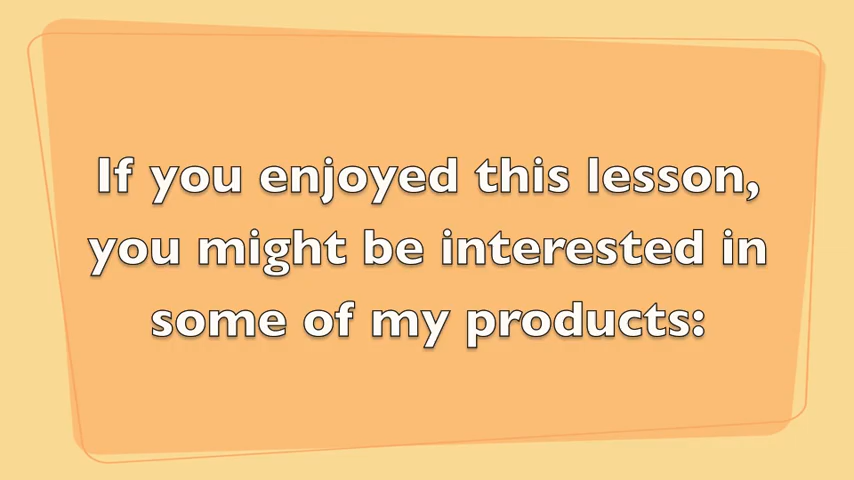 If you enjoyed this lesson,
you might be interested in
some of my products: